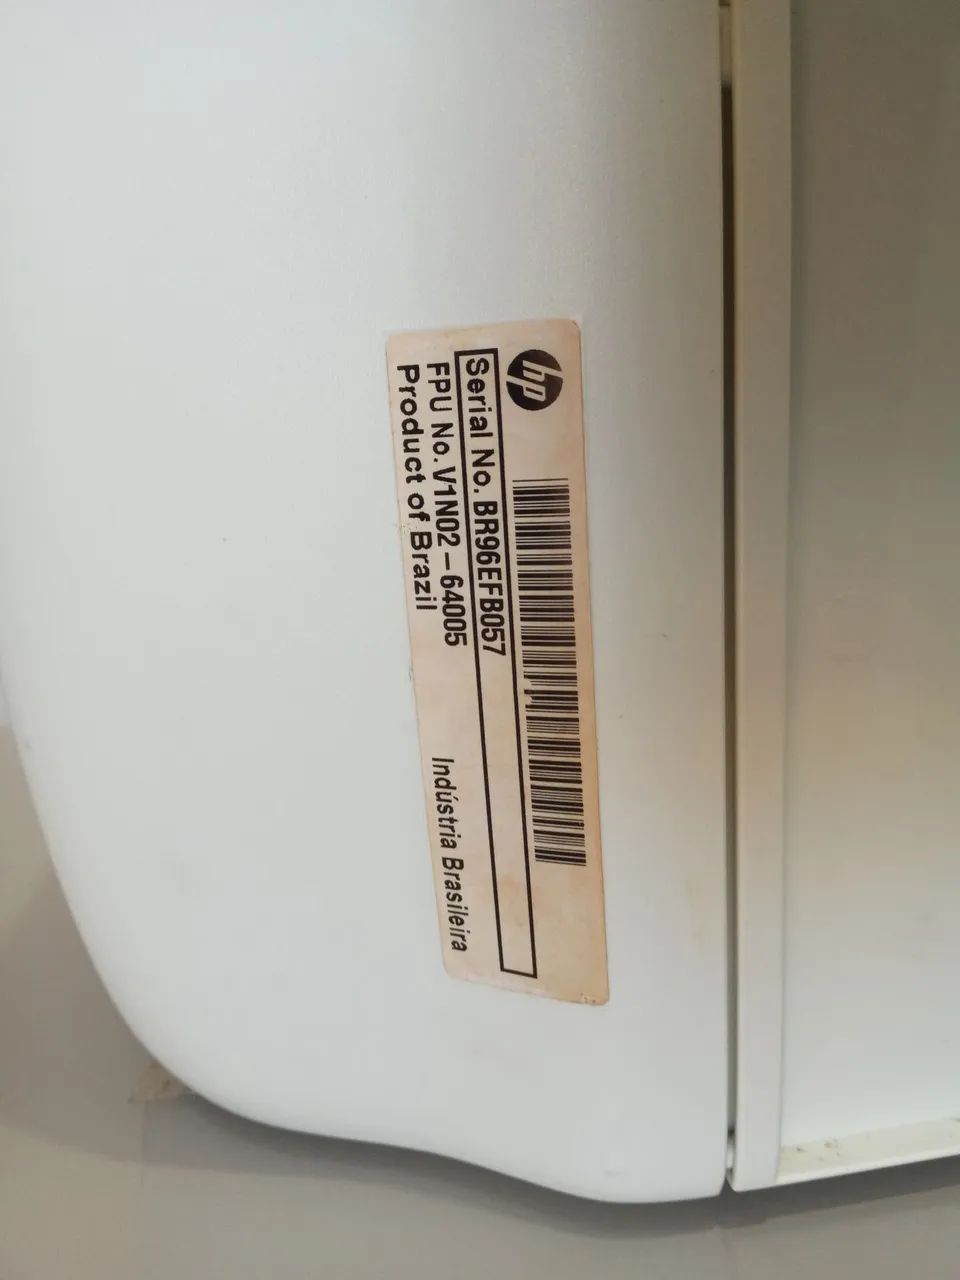 hp
Serial No. BR96EFB057
FPU No. V1N02-64005
Product of Brazil Indústria Brasileira